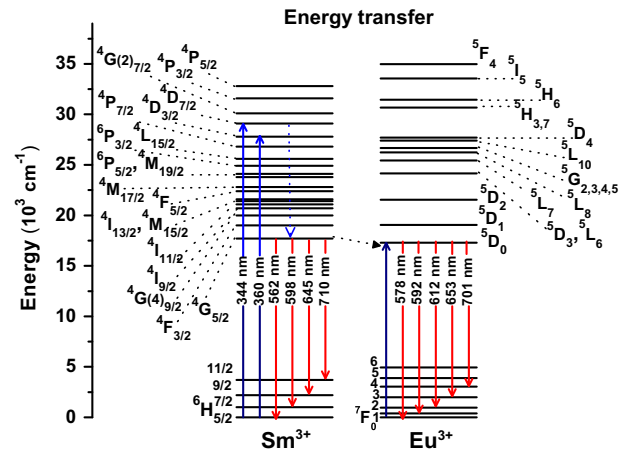 Energy transfer
Energy (10³ cm⁻¹)
40
35
30
25
20
15
10
5
0
⁴P₅/₂
⁴P₃/₂
⁴G(2)₇/₂
⁴D₇/₂
⁴D₃/₂
⁴P₇/₂
⁴L₁₅/₂
⁶P₃/₂
⁶P₅/₂, ⁴M₁₉/₂
⁴M₁₇/₂
⁴F₅/₂
⁴I₁₃/₂, ⁴M₁₅/₂
⁴I₁₁/₂
⁴I₉/₂
⁴G(4)₉/₂
⁴G₅/₂
⁴F₃/₂
344 nm
360 nm
562 nm
598 nm
645 nm
710 nm
11/2
9/2
⁶H 7/2
5/2
Sm³⁺
⁵F₄
⁵I₅
⁵H₆
⁵H₃,₇
⁵D₄
⁵L₁₀
⁵G₂,₃,₄,₅
⁵L₈
⁵L₇
⁵D₃, ⁵L₆
⁵D₂
⁵D₁
⁵D₀
578 nm
592 nm
612 nm
653 nm
701 nm
6
5
4
3
2
1
⁷F₀
Eu³⁺